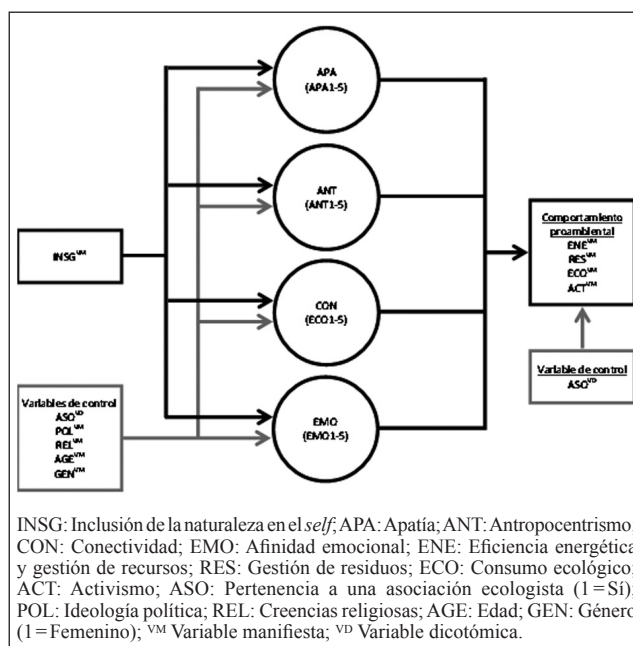 APA
(APA1-5)
ANT
(ANT1-5)
INSG^VM
CON
(ECO1-5)
EMO
(EMO1-5)
Comportamiento
proambiental
ENE^VM
RES^VM
ECO^VM
ACT^VM
Variable de control
ASO^VD
Variables de control
ASO^VD
POL^VM
REL^VM
AGE^VM
GEN^VM
INSG: Inclusión de la naturaleza en el self; APA: Apatía; ANT: Antropocentrismo;
CON: Conectividad; EMO: Afinidad emocional; ENE: Eficiencia energética
y gestión de recursos; RES: Gestión de residuos; ECO: Consumo ecológico;
ACT: Activismo; ASO: Pertenencia a una asociación ecologista (1=Sí);
POL: Ideología política; REL: Creencias religiosas; AGE: Edad; GEN: Género
(1=Femenino); ^VM Variable manifiesta; ^VD Variable dicotómica.